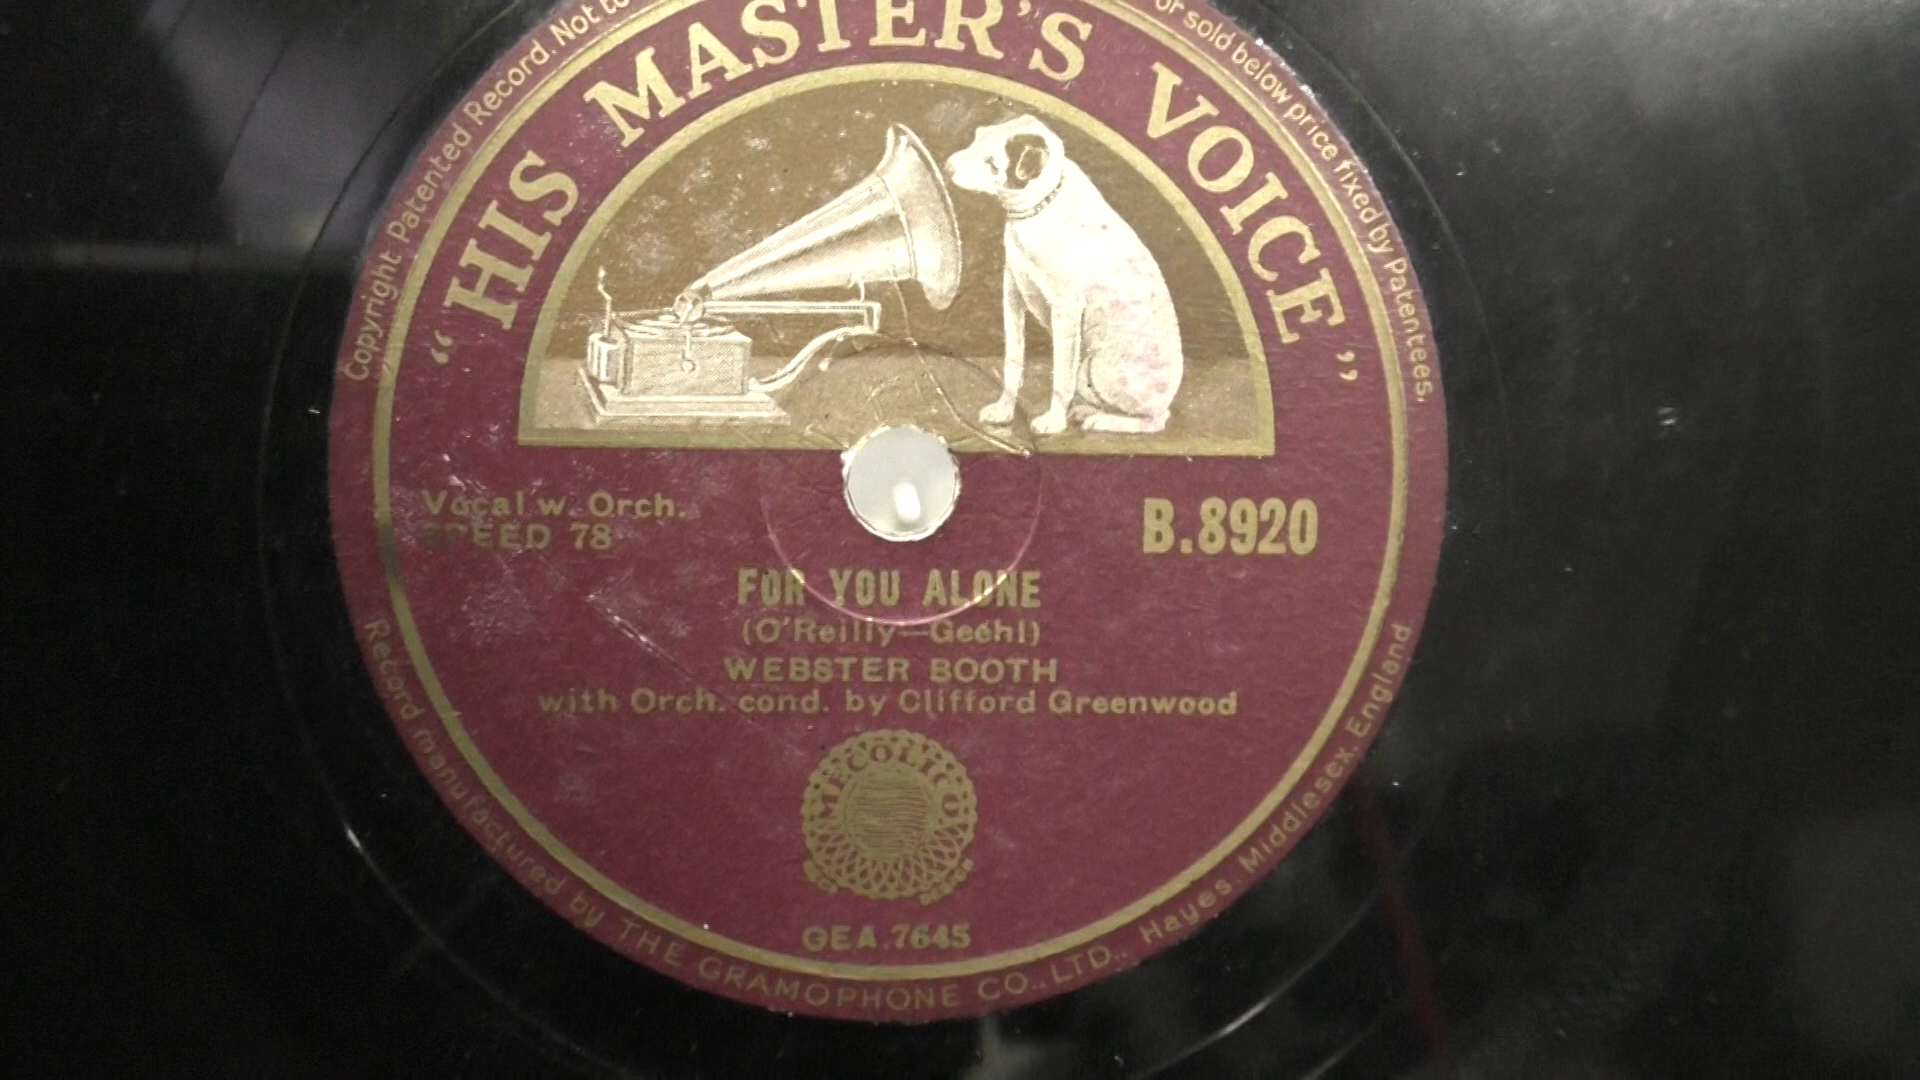 Copyright Patented Record. Not to
or sold below price fixed by Patentees.
"HIS MASTER'S VOICE"
Vocal w. Orch.
SPEED 78
B.8920
FOR YOU ALONE
(O'Reilly—Geehl)
WEBSTER BOOTH
with Orch. cond. by Clifford Greenwood
MECOLICO
OEA.7645
Record manufactured by THE GRAMOPHONE CO., LTD., Hayes, Middlesex, England